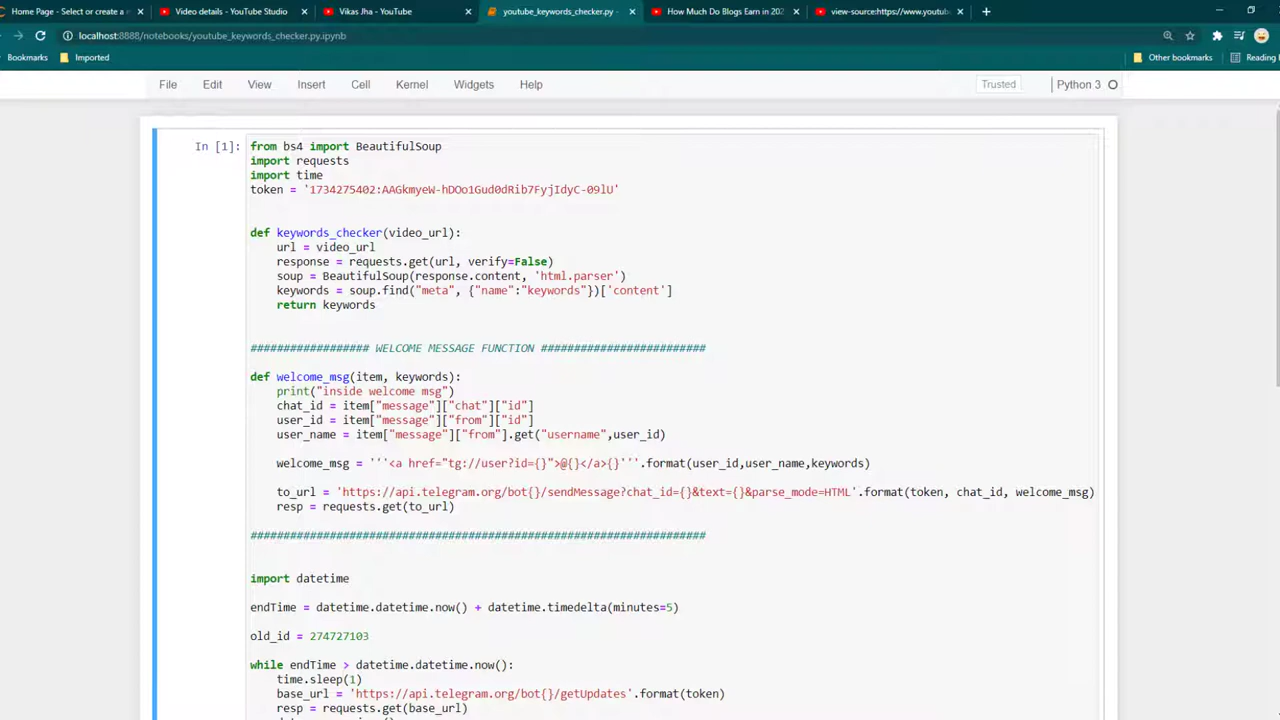 Home Page - Select or create a n
Video details - YouTube Studio
Vikas Jha - YouTube
youtube_keywords_checker.py -
How Much Do Blogs Earn in 202
view-source:https://www.youtub
localhost:8888/notebooks/youtube_keywords_checker.py.ipynb
Bookmarks
Imported
Other bookmarks
Reading
File Edit View Insert Cell Kernel Widgets Help
Trusted
Python 3
In [1]:
from bs4 import BeautifulSoup
import requests
import time
token = '1734275402:AAGkmyeW-hDOo1Gud0dRib7FyjIdyC-09lU'
def keywords_checker(video_url):
url = video_url
response = requests.get(url, verify=False)
soup = BeautifulSoup(response.content, 'html.parser')
keywords = soup.find("meta", {"name":"keywords"})['content']
return keywords
################## WELCOME MESSAGE FUNCTION #########################
def welcome_msg(item, keywords):
print("inside welcome msg")
chat_id = item["message"]["chat"]["id"]
user_id = item["message"]["from"]["id"]
user_name = item["message"]["from"].get("username",user_id)
welcome_msg = '''<a href="tg://user?id={}">@{}</a>{}'''.format(user_id,user_name,keywords)
to_url = 'https://api.telegram.org/bot{}/sendMessage?chat_id={}&text={}&parse_mode=HTML'.format(token, chat_id, welcome_msg)
resp = requests.get(to_url)
#####################################################################
import datetime
endTime = datetime.datetime.now() + datetime.timedelta(minutes=5)
old_id = 274727103
while endTime > datetime.datetime.now():
time.sleep(1)
base_url = 'https://api.telegram.org/bot{}/getUpdates'.format(token)
resp = requests.get(base_url)